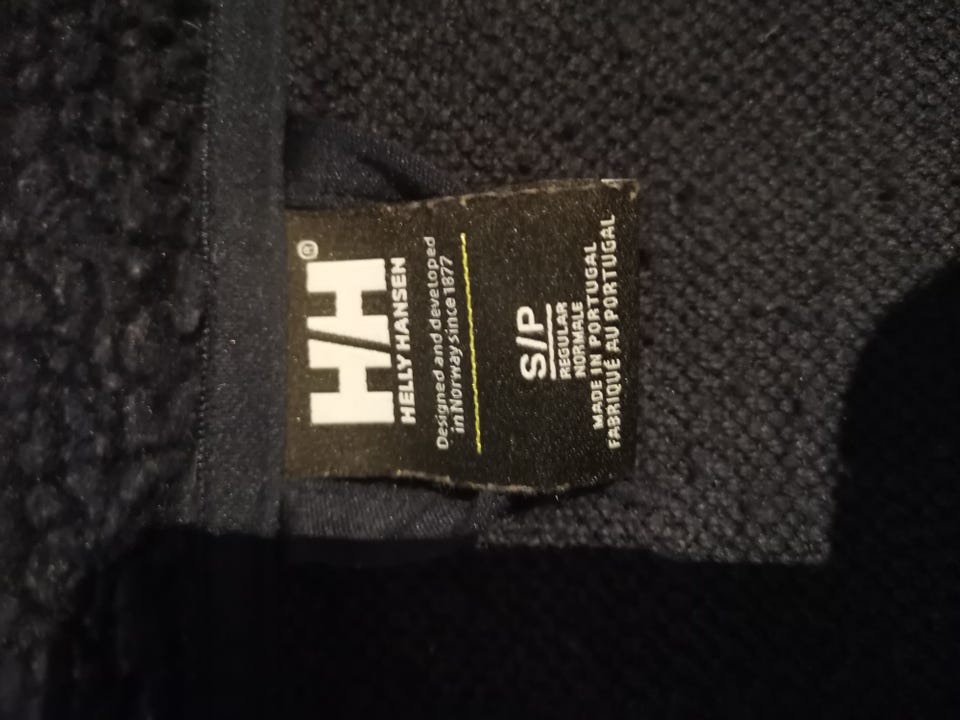 H/H®
HELLY HANSEN
Designed and developed
in Norway since 1877
S/P
REGULAR
NORMALE
MADE IN PORTUGAL
FABRIQUÉ AU PORTUGAL